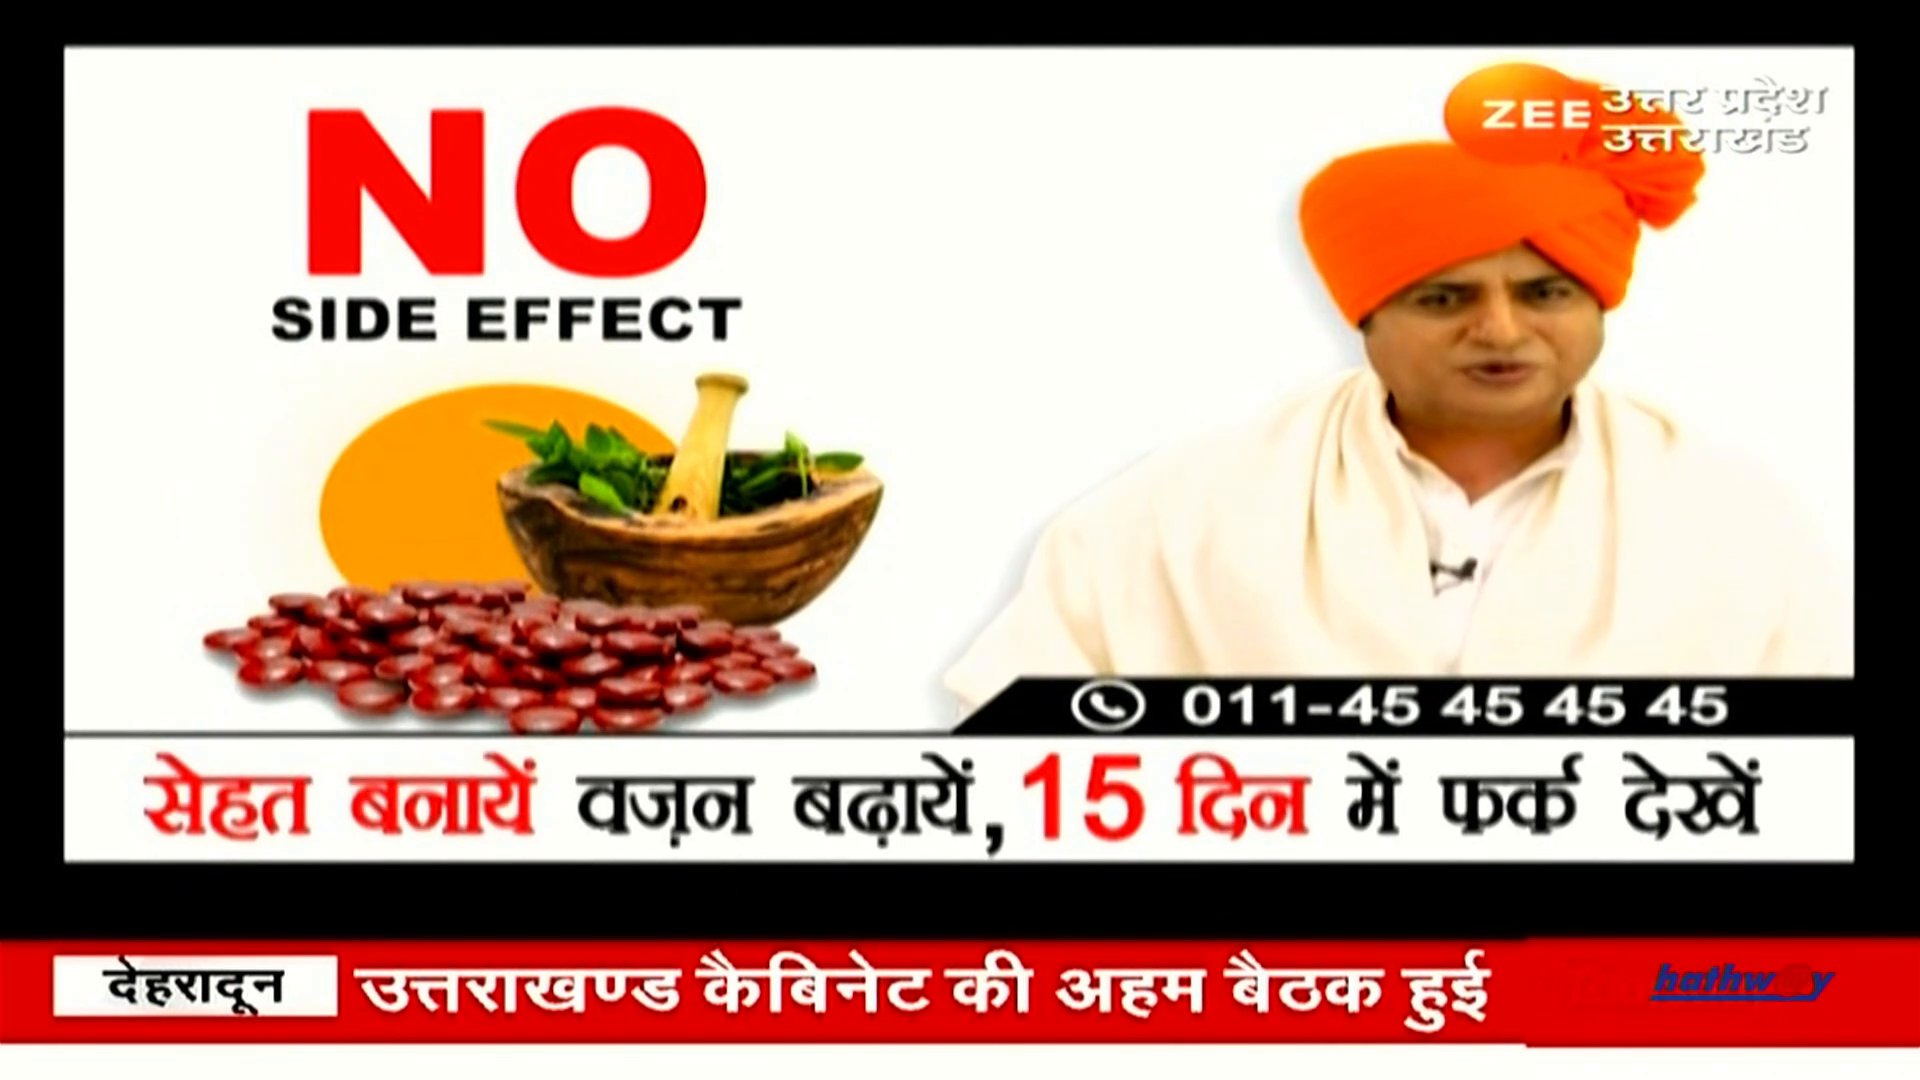 NO
SIDE EFFECT
ZEE उत्तर प्रदेश
उत्तराखंड
011-45 45 45 45
सेहत बनायें वज़न बढ़ायें, 15 दिन में फर्क देखें
देहरादून उत्तराखण्ड कैबिनेट की अहम बैठक हुई
hathway